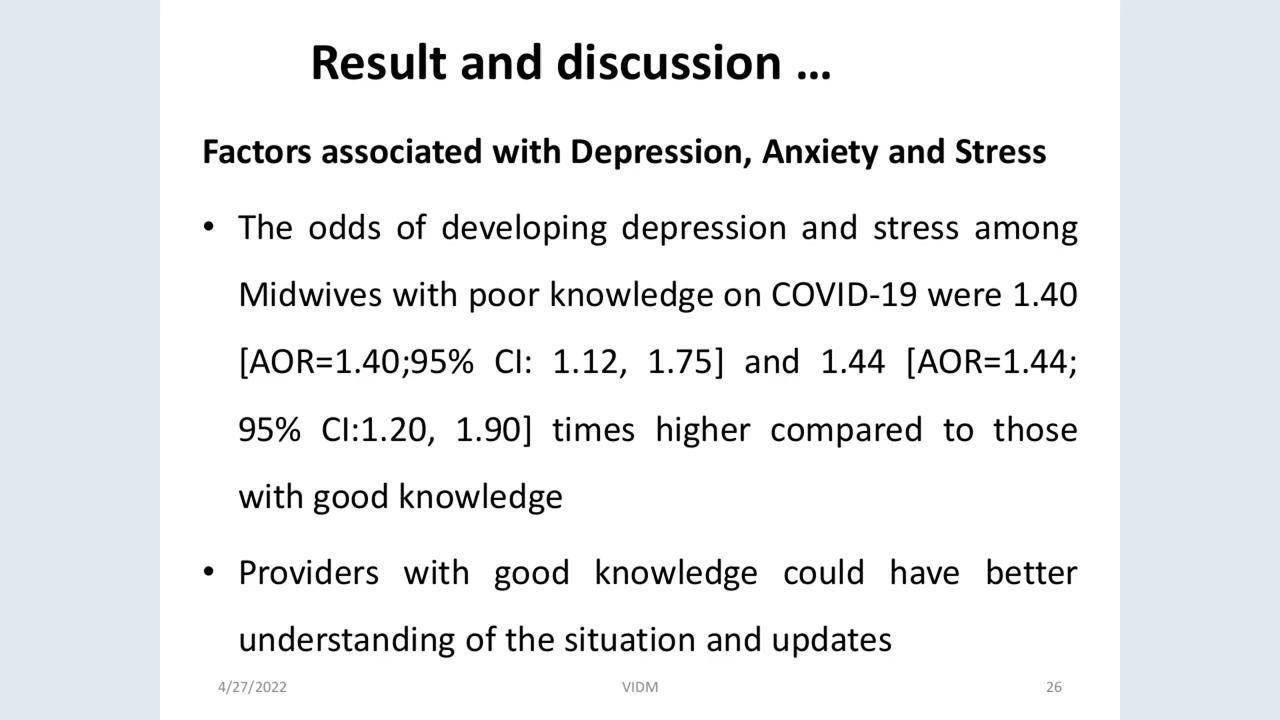 Result and discussion …
Factors associated with Depression, Anxiety and Stress
• The odds of developing depression and stress among
Midwives with poor knowledge on COVID-19 were 1.40
[AOR=1.40;95% CI: 1.12, 1.75] and 1.44 [AOR=1.44;
95% CI:1.20, 1.90] times higher compared to those
with good knowledge
• Providers with good knowledge could have better
understanding of the situation and updates
4/27/2022 VIDM 26